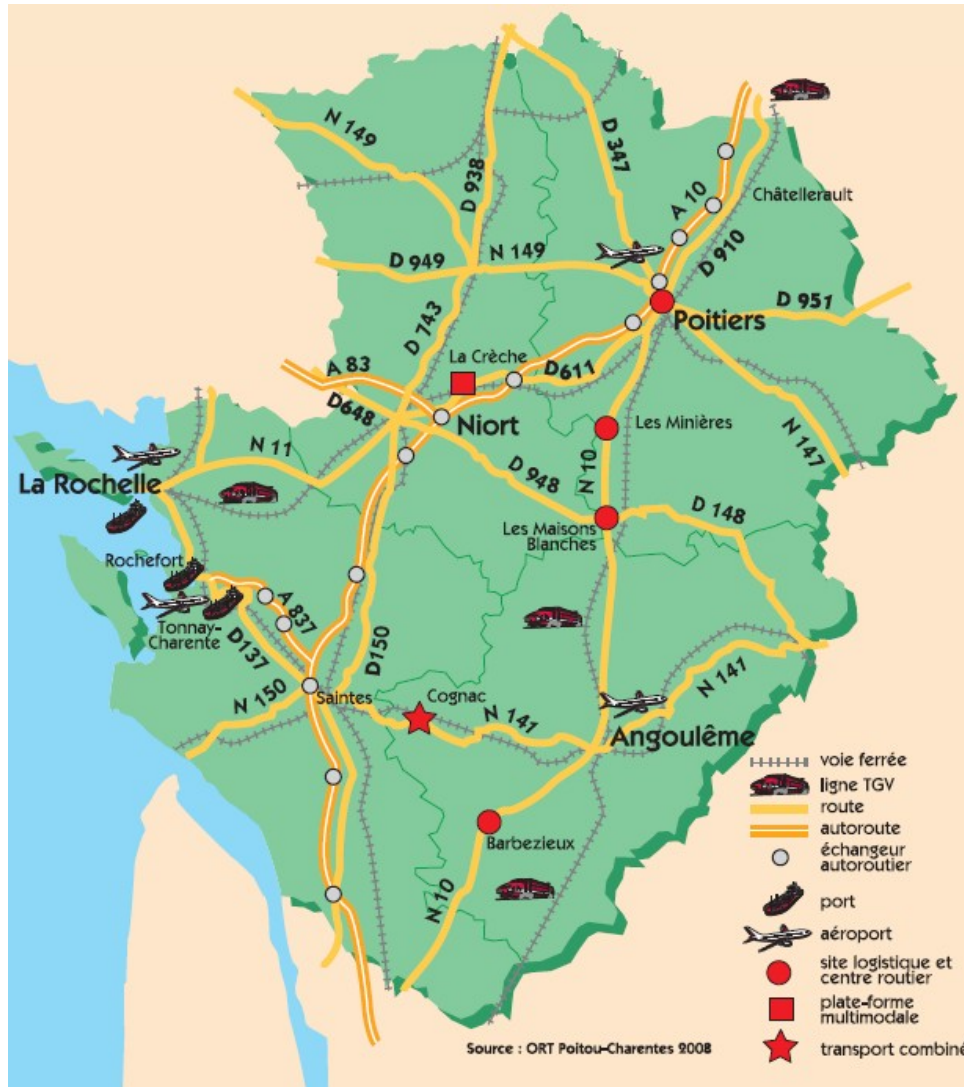 N 149
D 938
D 347
A 10
Châtellerault
D 910
D 949
N 149
D 951
Poitiers
D 743
La Crèche
A 83
D611
D648
Niort
Les Minières
N 147
N 11
D 948
N 10
La Rochelle
D 148
Les Maisons
Blanches
Rochefort
A 837
Tonnay-
Charente
D137
D150
N 150
Saintes
Cognac
N 141
N 141
Angoulême
Barbezieux
N 10
voie ferrée
ligne TGV
route
autoroute
échangeur
autoroutier
port
aéroport
site logistique et
centre routier
plate-forme
multimodale
transport combiné
Source : ORT Poitou-Charentes 2008